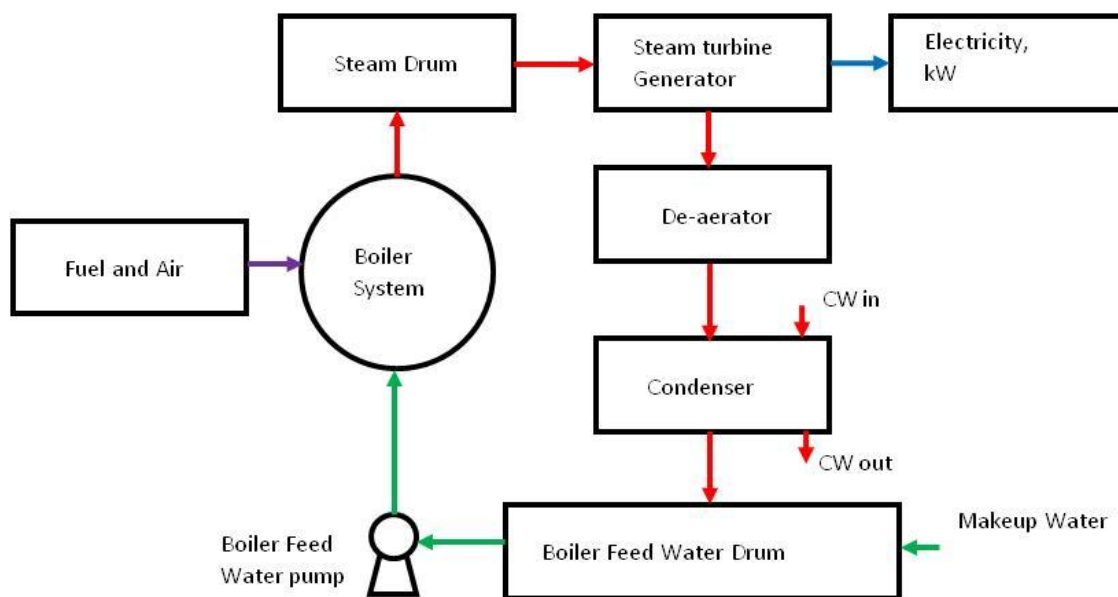 Steam Drum
Steam turbine
Generator
Electricity,
kW
De-aerator
Fuel and Air
Boiler
System
CW in
Condenser
CW out
Makeup Water
Boiler Feed
Water pump
Boiler Feed Water Drum